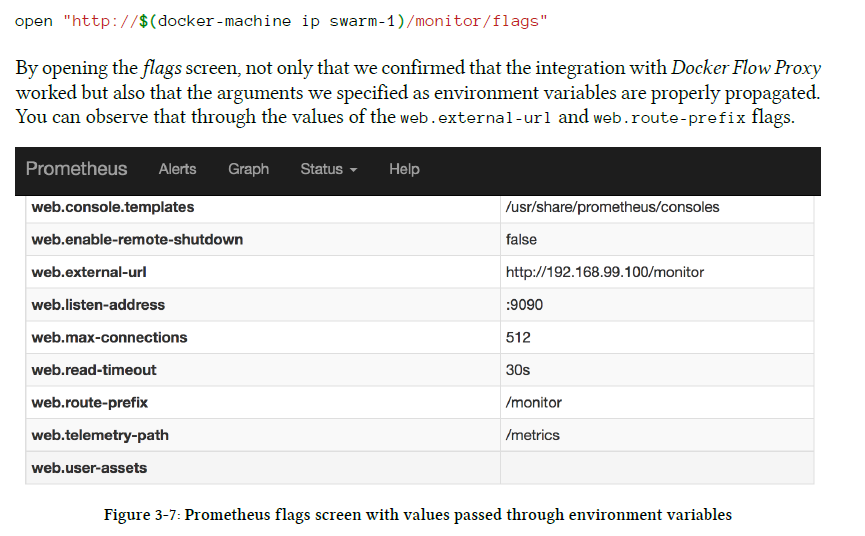 open "http://$(docker-machine ip swarm-1)/monitor/flags"
By opening the flags screen, not only that we confirmed that the integration with Docker Flow Proxy
worked but also that the arguments we specified as environment variables are properly propagated.
You can observe that through the values of the web.external-url and web.route-prefix flags.
Prometheus Alerts Graph Status Help
web.console.templates /usr/share/prometheus/consoles
web.enable-remote-shutdown false
web.external-url http://192.168.99.100/monitor
web.listen-address :9090
web.max-connections 512
web.read-timeout 30s
web.route-prefix /monitor
web.telemetry-path /metrics
web.user-assets
Figure 3-7: Prometheus flags screen with values passed through environment variables